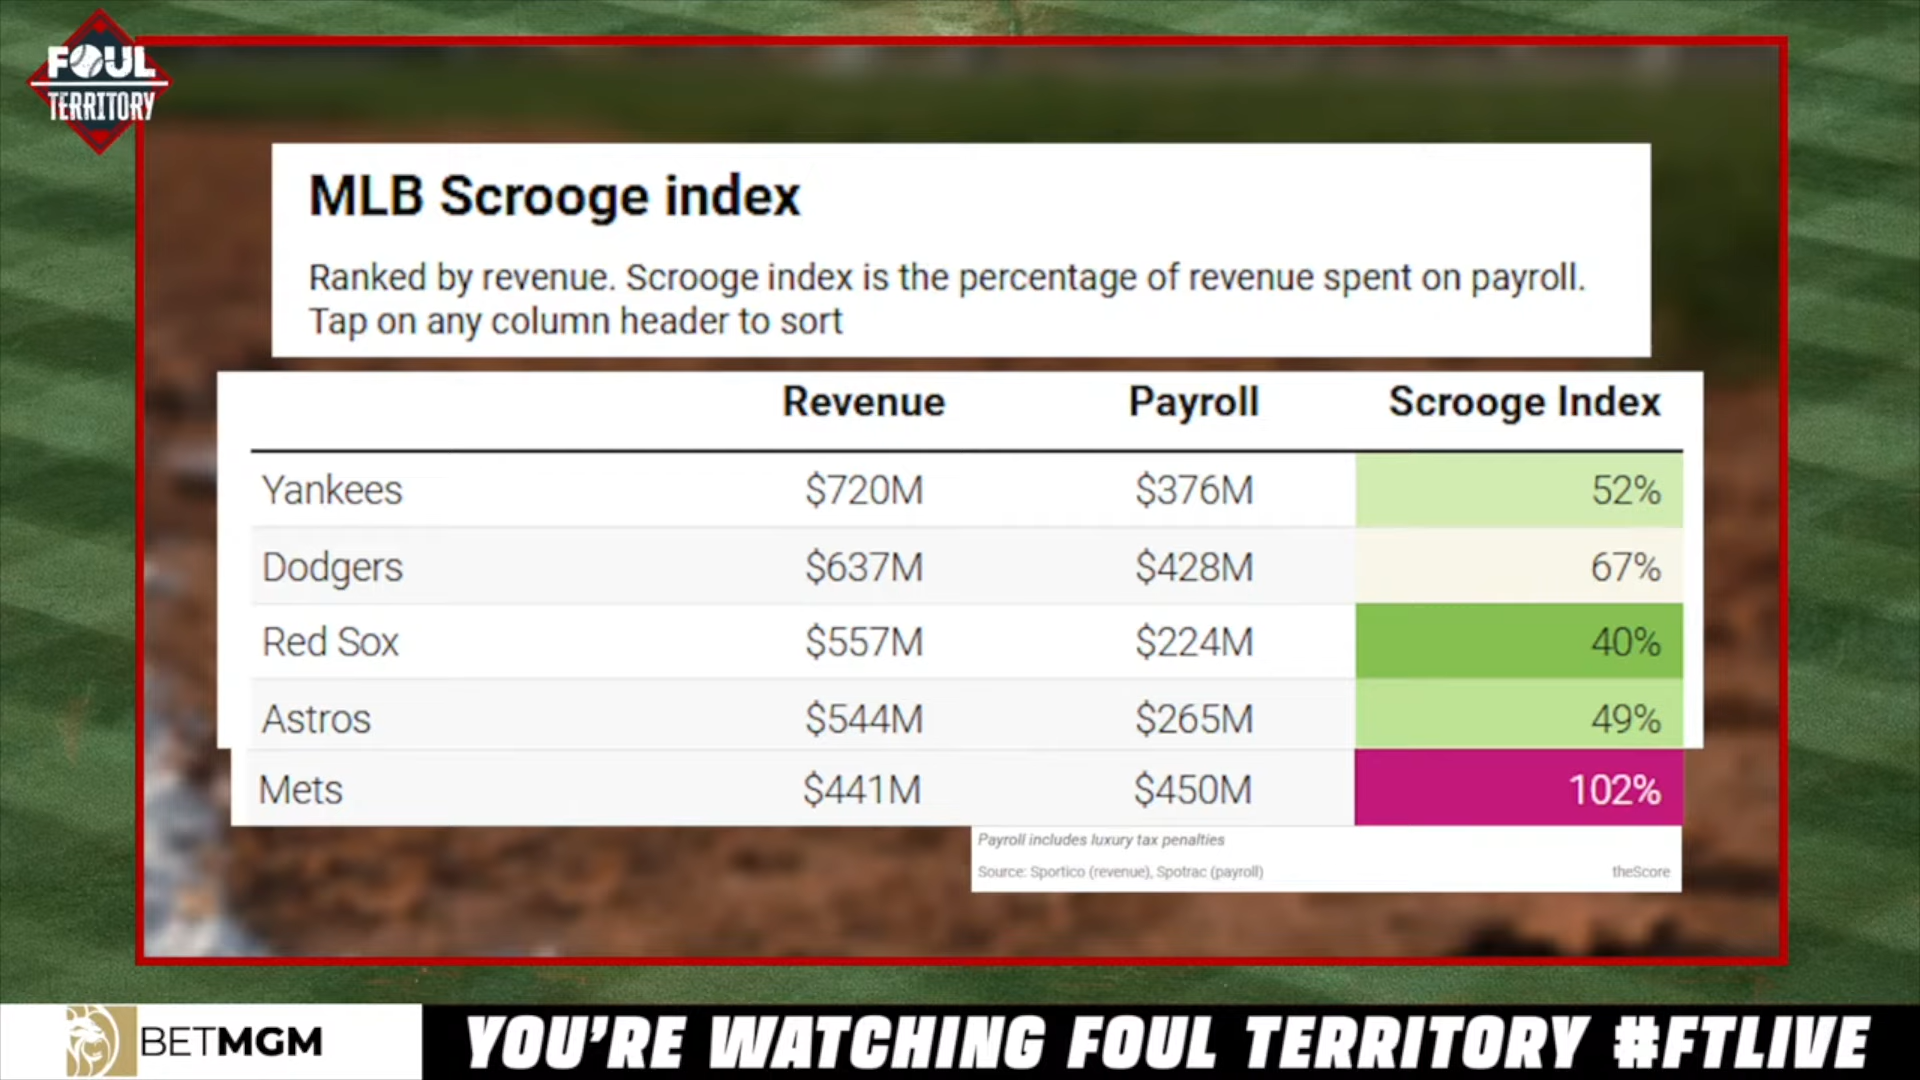 FOUL
TERRITORY
MLB Scrooge index
Ranked by revenue. Scrooge index is the percentage of revenue spent on payroll.
Tap on any column header to sort
Revenue Payroll Scrooge Index
Yankees $720M $376M 52%
Dodgers $637M $428M 67%
Red Sox $557M $224M 40%
Astros $544M $265M 49%
Mets $441M $450M 102%
Payroll includes luxury tax penalties
Source: Sportico (revenue), Spotrac (payroll) theScore
BETMGM YOU'RE WATCHING FOUL TERRITORY #FTLIVE